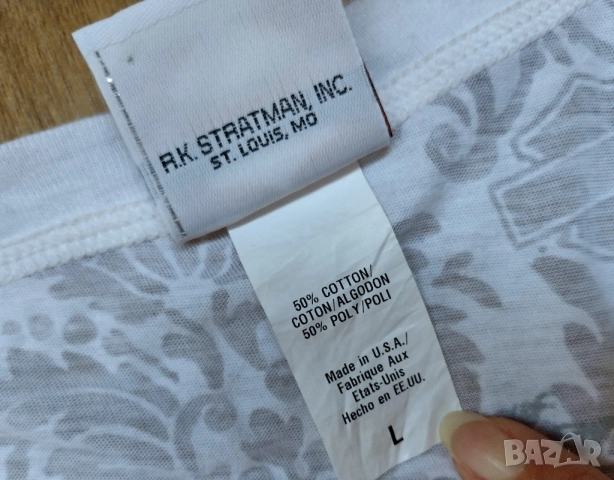 R.K. STRATMAN, INC.
ST. LOUIS, MO
50% COTTON/
COTON/ALGODON
50% POLY/POLI
Made in U.S.A./
Fabrique Aux
Etats-Unis
Hecho en EE.UU.
L
BAZAR.BG